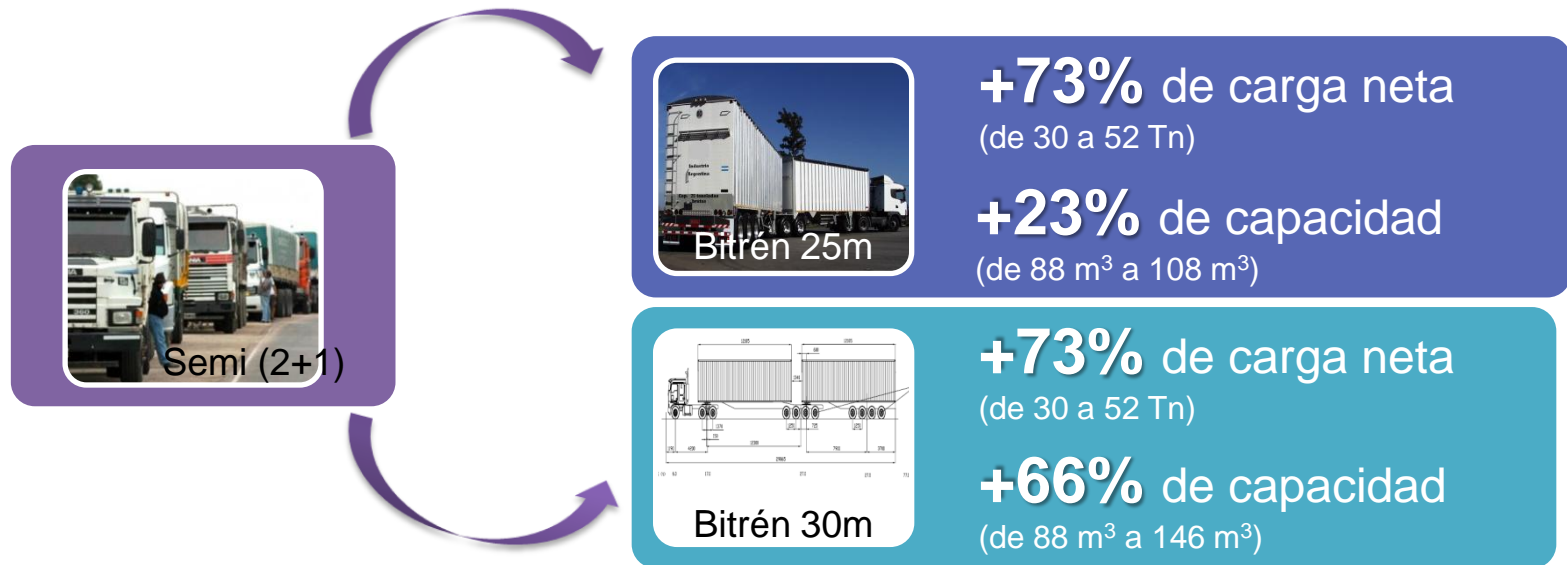 Semi (2+1)
Industria
Argentina
Bitrén 25m
+73% de carga neta
(de 30 a 52 Tn)
+23% de capacidad
(de 88 m³ a 108 m³)
Bitrén 30m
+73% de carga neta
(de 30 a 52 Tn)
+66% de capacidad
(de 88 m³ a 146 m³)